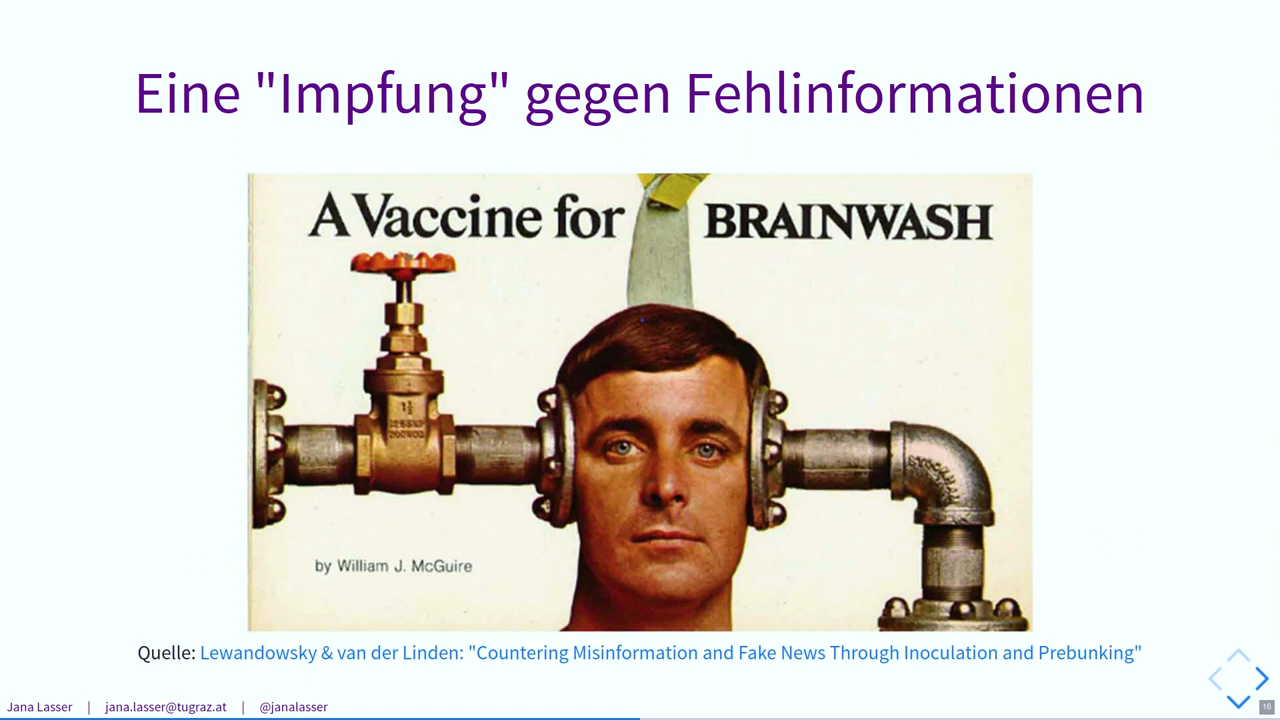 Eine "Impfung" gegen Fehlinformationen
A Vaccine for BRAINWASH
by William J. McGuire
Quelle: Lewandowsky & van der Linden: "Countering Misinformation and Fake News Through Inoculation and Prebunking"
Jana Lasser | jana.lasser@tugraz.at | @janalasser
16